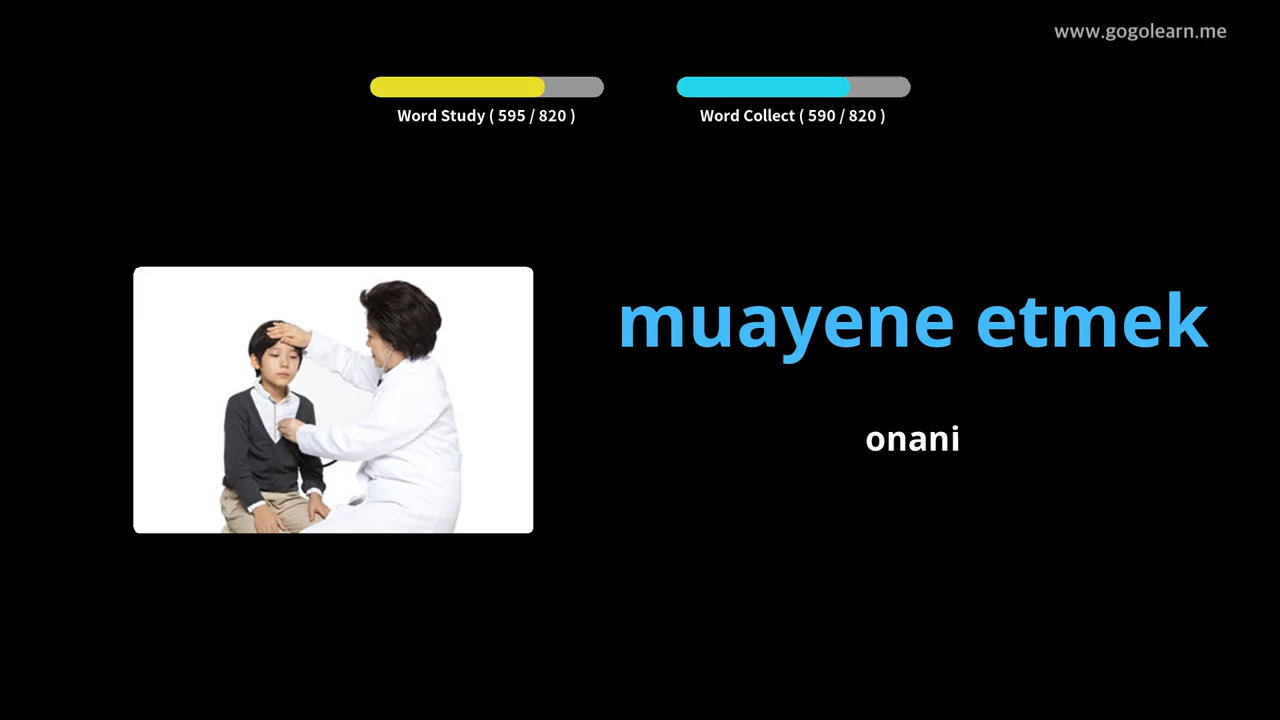 www.gogolearn.me
Word Study ( 595 / 820 )
Word Collect ( 590 / 820 )
muayene etmek
onani